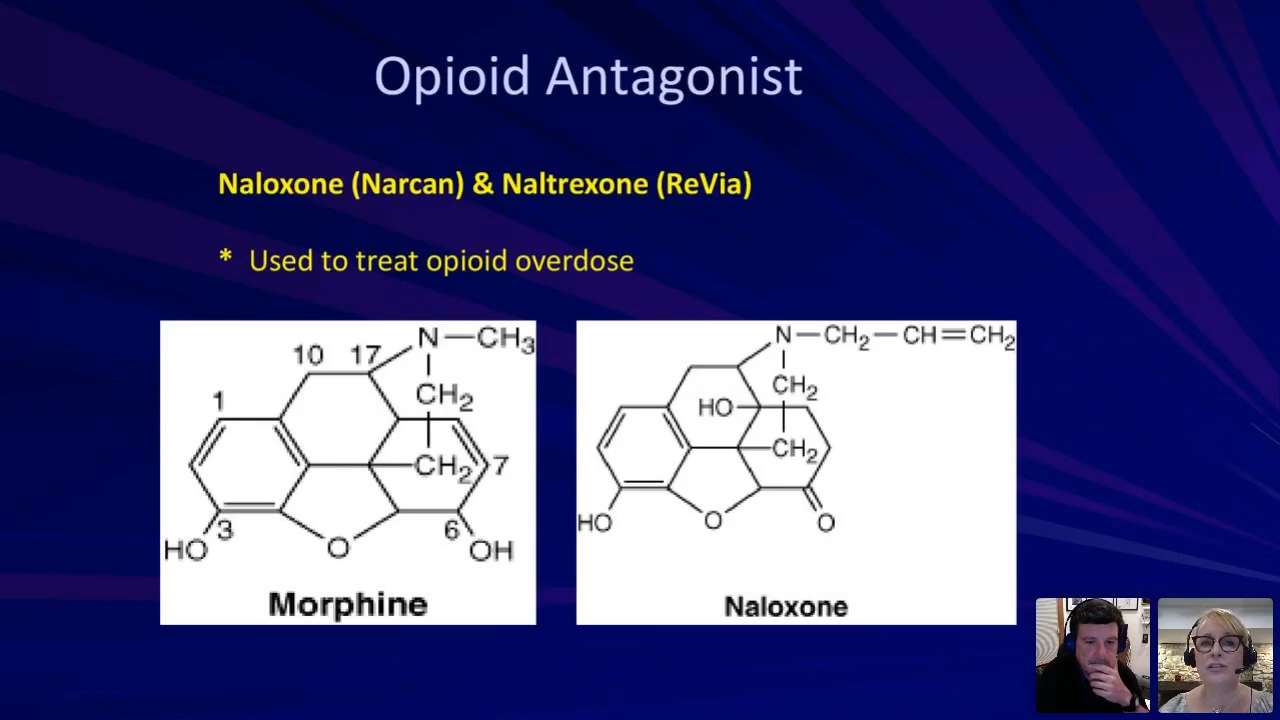 Opioid Antagonist
Naloxone (Narcan) & Naltrexone (ReVia)
* Used to treat opioid overdose
N—CH₃
10 17
CH₂
1
CH₂ 7
3
HO
O
6
OH
Morphine
N—CH₂—CH=CH₂
CH₂
HO
CH₂
HO
O
O
Naloxone